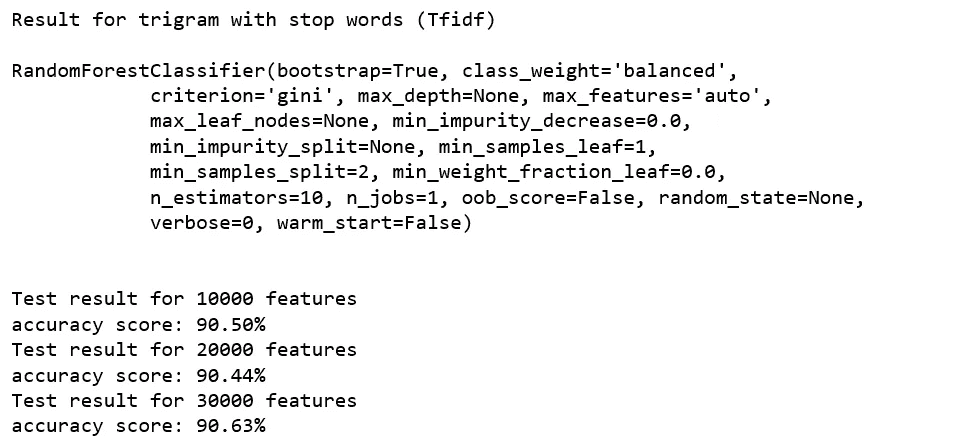 Result for trigram with stop words (Tfidf)
RandomForestClassifier(bootstrap=True, class_weight='balanced',
criterion='gini', max_depth=None, max_features='auto',
max_leaf_nodes=None, min_impurity_decrease=0.0,
min_impurity_split=None, min_samples_leaf=1,
min_samples_split=2, min_weight_fraction_leaf=0.0,
n_estimators=10, n_jobs=1, oob_score=False, random_state=None,
verbose=0, warm_start=False)
Test result for 10000 features
accuracy score: 90.50%
Test result for 20000 features
accuracy score: 90.44%
Test result for 30000 features
accuracy score: 90.63%